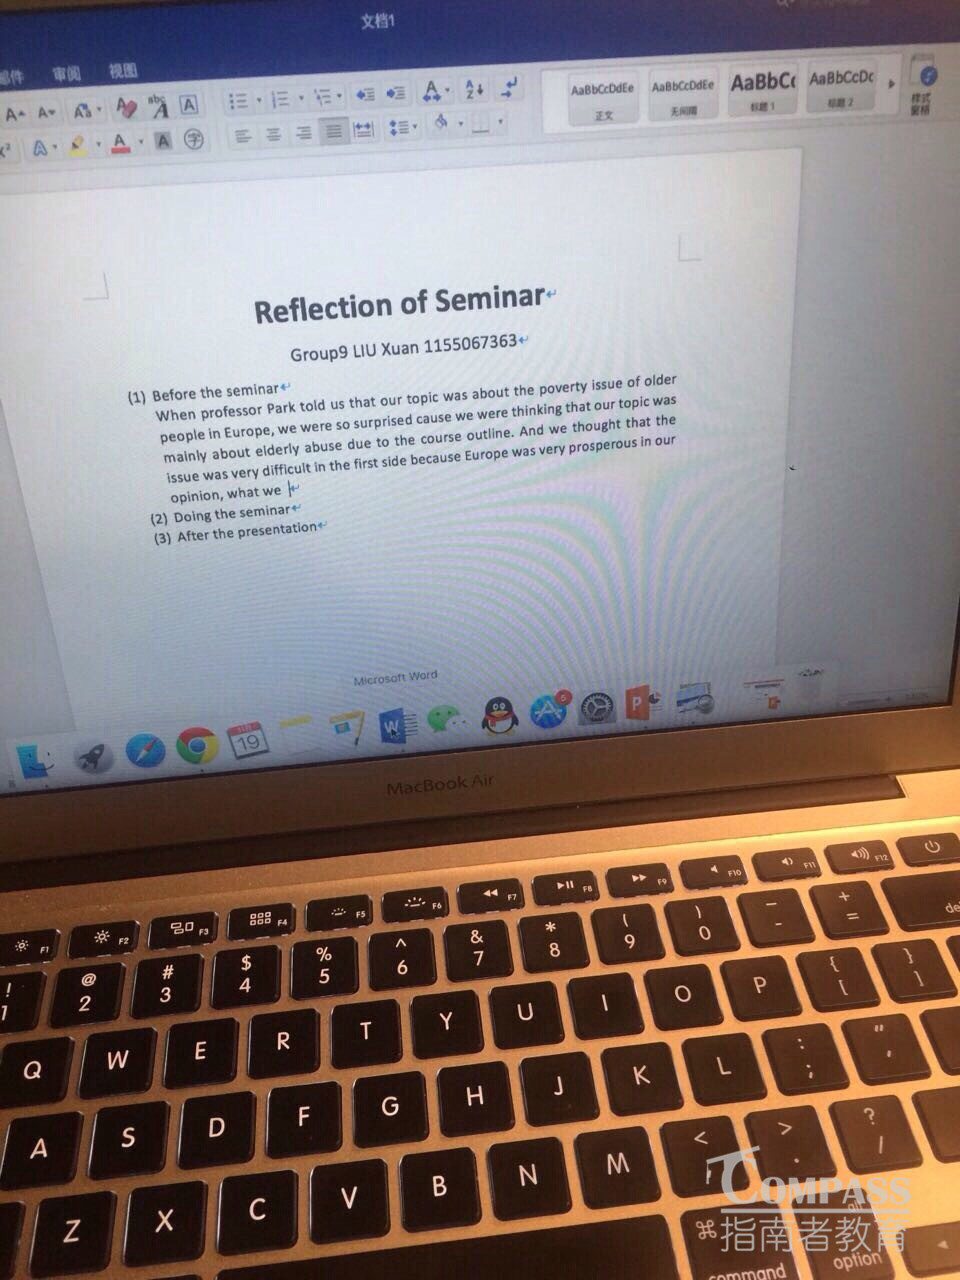 文档1
邮件 审阅 视图
AaBbCcDdEe AaBbCcDdEe AaBbCc AaBbCcDc
正文 无间隔 标题 1 标题 2 样式
窗格
Reflection of Seminar
Group9 LIU Xuan 1155067363
(1) Before the seminar
When professor Park told us that our topic was about the poverty issue of older
people in Europe, we were so surprised cause we were thinking that our topic was
mainly about elderly abuse due to the course outline. And we thought that the
issue was very difficult in the first side because Europe was very prosperous in our
opinion, what we
(2) Doing the seminar
(3) After the presentation
Microsoft Word
19
5
MacBook Air
F1 F2 F3 F4 F5 F6 F7 F8 F9 F10 F11 F12
! @ # $ % ^ & * ( ) − +
1 2 3 4 5 6 7 8 9 0 - = del
Q W E R T Y U I O P { [ } ]
A S D F G H J K L : ; " '
Z X C V B N M < > . ? /
⌘ command alt option
COMPASS
指南者教育